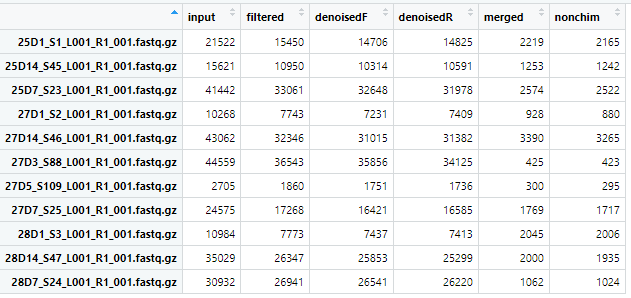 input filtered denoisedF denoisedR merged nonchim
25D1_S1_L001_R1_001.fastq.gz 21522 15450 14706 14825 2219 2165
25D14_S45_L001_R1_001.fastq.gz 15621 10950 10314 10591 1253 1242
25D7_S23_L001_R1_001.fastq.gz 41442 33061 32648 31978 2574 2522
27D1_S2_L001_R1_001.fastq.gz 10268 7743 7231 7409 928 880
27D14_S46_L001_R1_001.fastq.gz 43062 32346 31015 31382 3390 3265
27D3_S88_L001_R1_001.fastq.gz 44559 36543 35856 34125 425 423
27D5_S109_L001_R1_001.fastq.gz 2705 1860 1751 1736 300 295
27D7_S25_L001_R1_001.fastq.gz 24575 17268 16421 16585 1769 1717
28D1_S3_L001_R1_001.fastq.gz 10984 7773 7437 7413 2045 2006
28D14_S47_L001_R1_001.fastq.gz 35029 26347 25853 25299 2000 1935
28D7_S24_L001_R1_001.fastq.gz 30932 26941 26541 26220 1062 1024